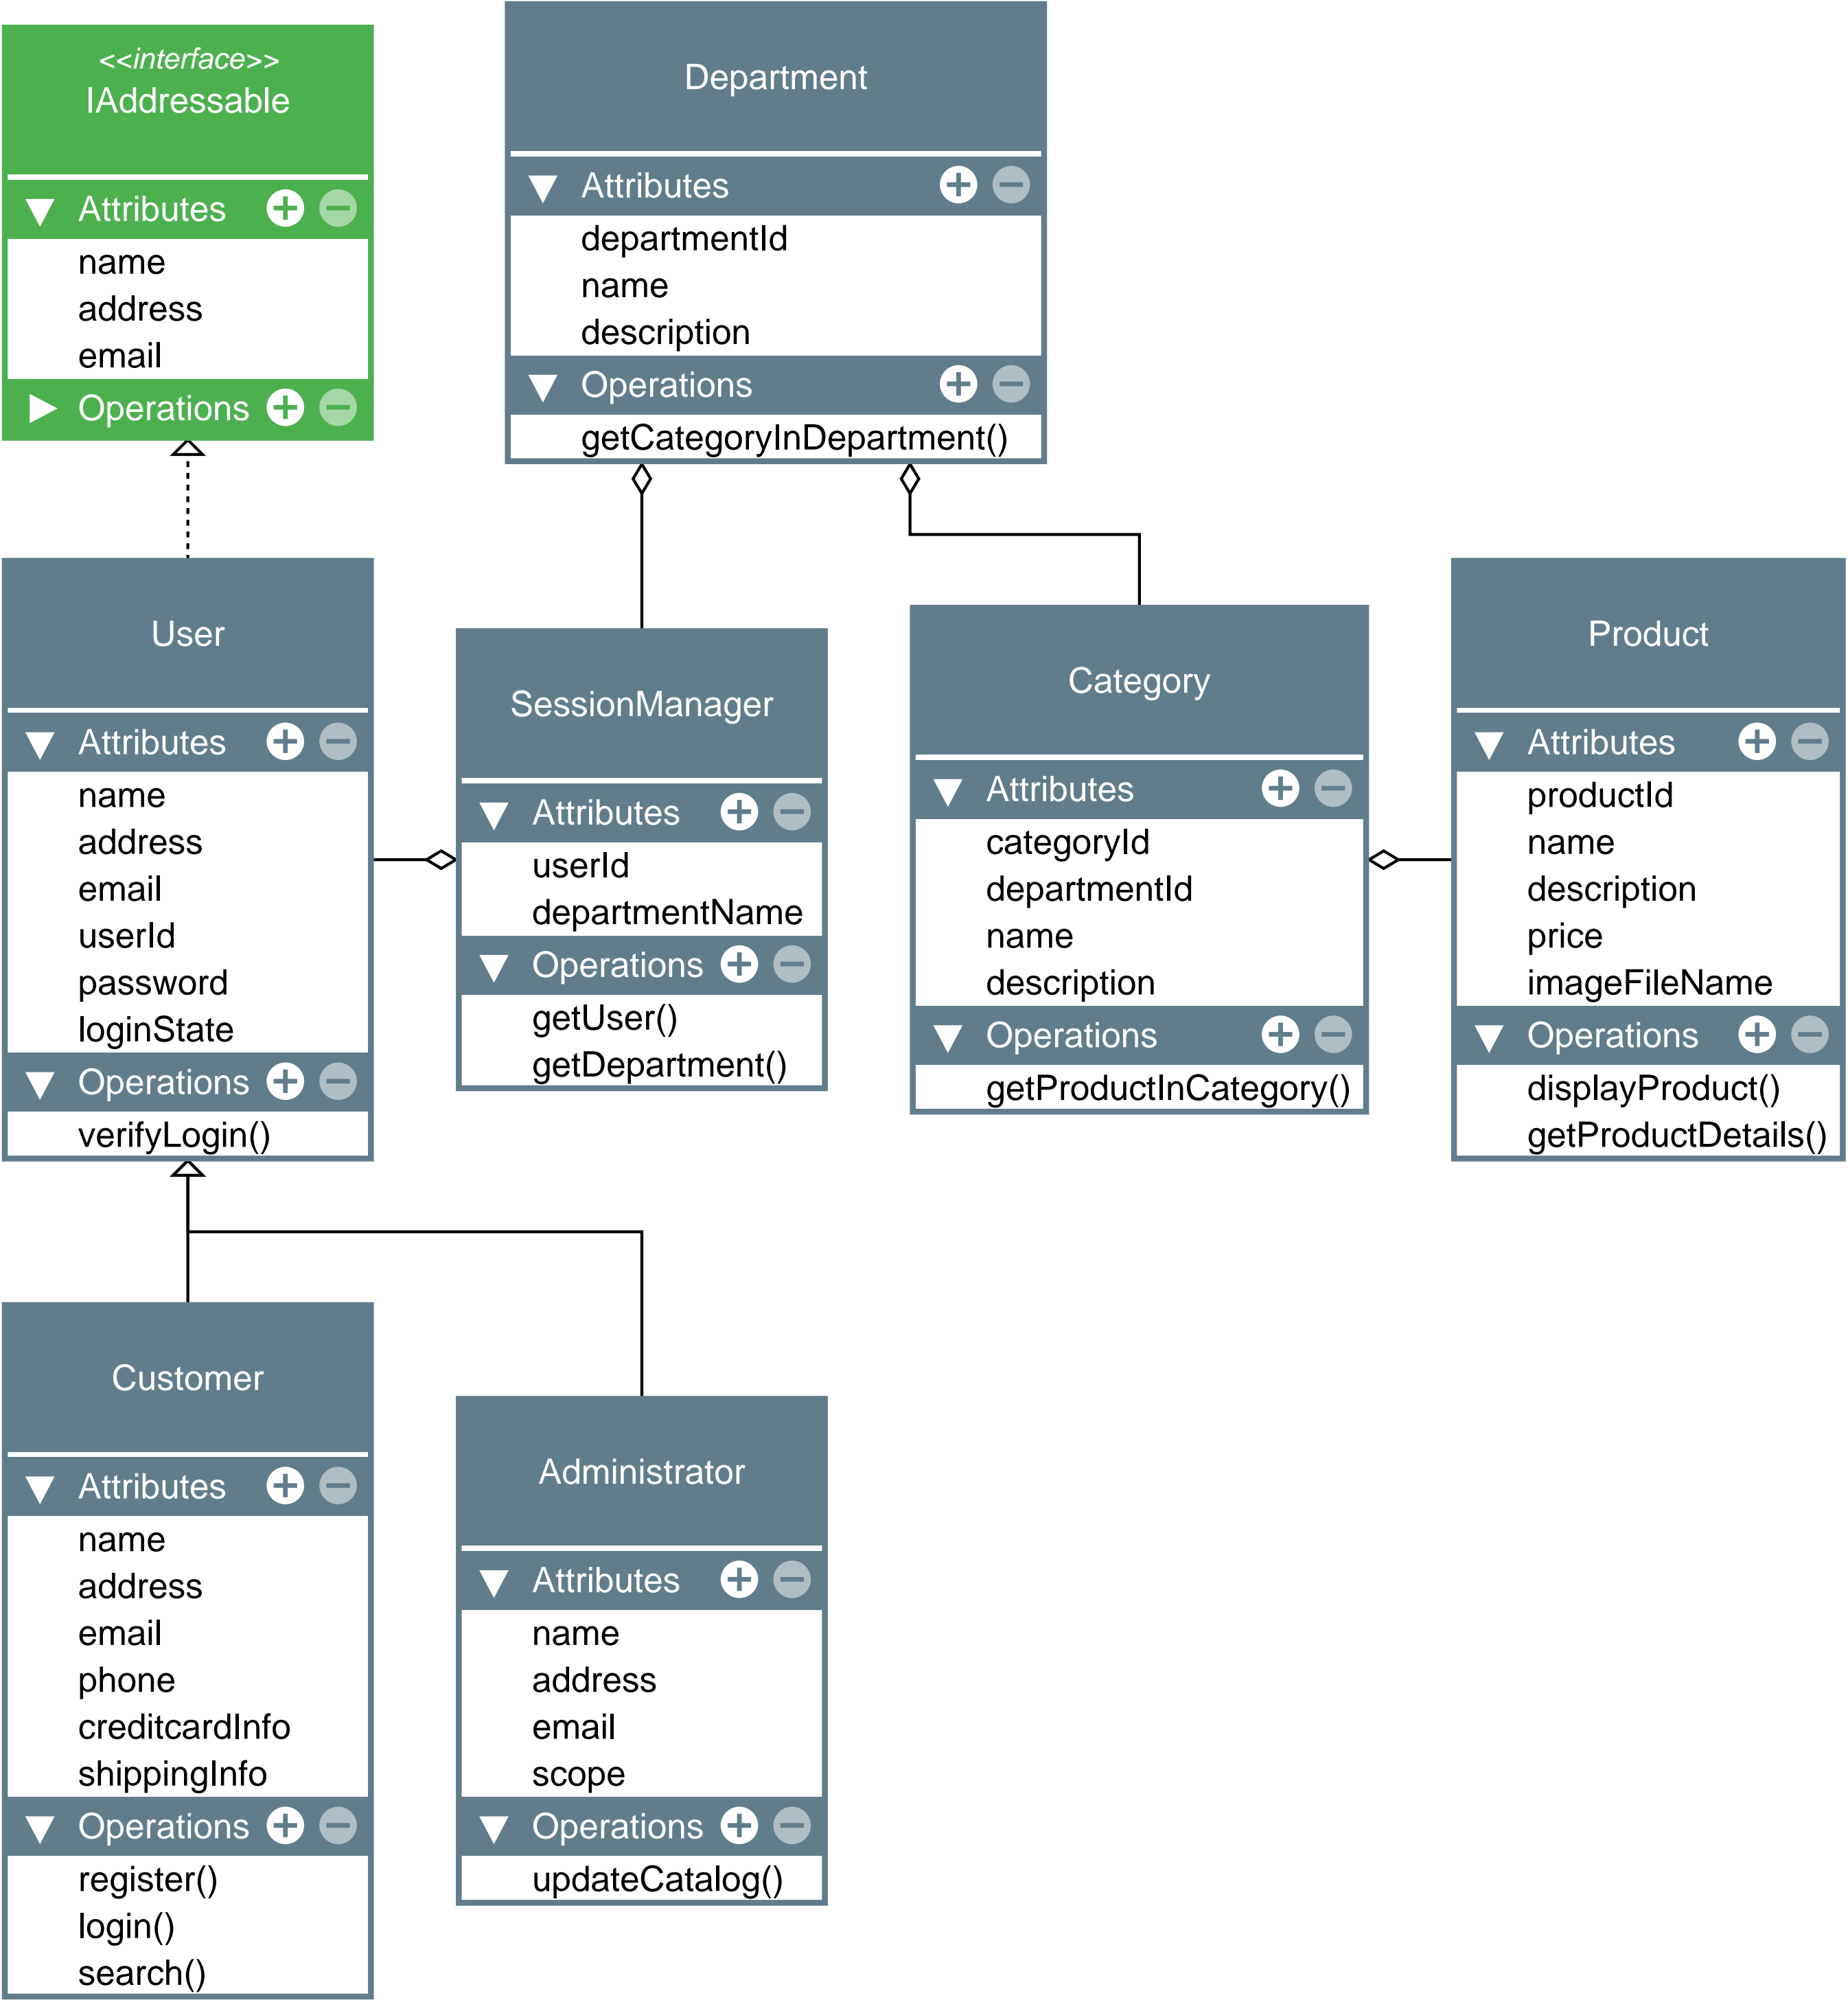 <<interface>>
IAddressable
Attributes
name
address
email
Operations
Department
Attributes
departmentId
name
description
Operations
getCategoryInDepartment()
User
Attributes
name
address
email
userId
password
loginState
Operations
verifyLogin()
SessionManager
Attributes
userId
departmentName
Operations
getUser()
getDepartment()
Category
Attributes
categoryId
departmentId
name
description
Operations
getProductInCategory()
Product
Attributes
productId
name
description
price
imageFileName
Operations
displayProduct()
getProductDetails()
Customer
Attributes
name
address
email
phone
creditcardInfo
shippingInfo
Operations
register()
login()
search()
Administrator
Attributes
name
address
email
scope
Operations
updateCatalog()